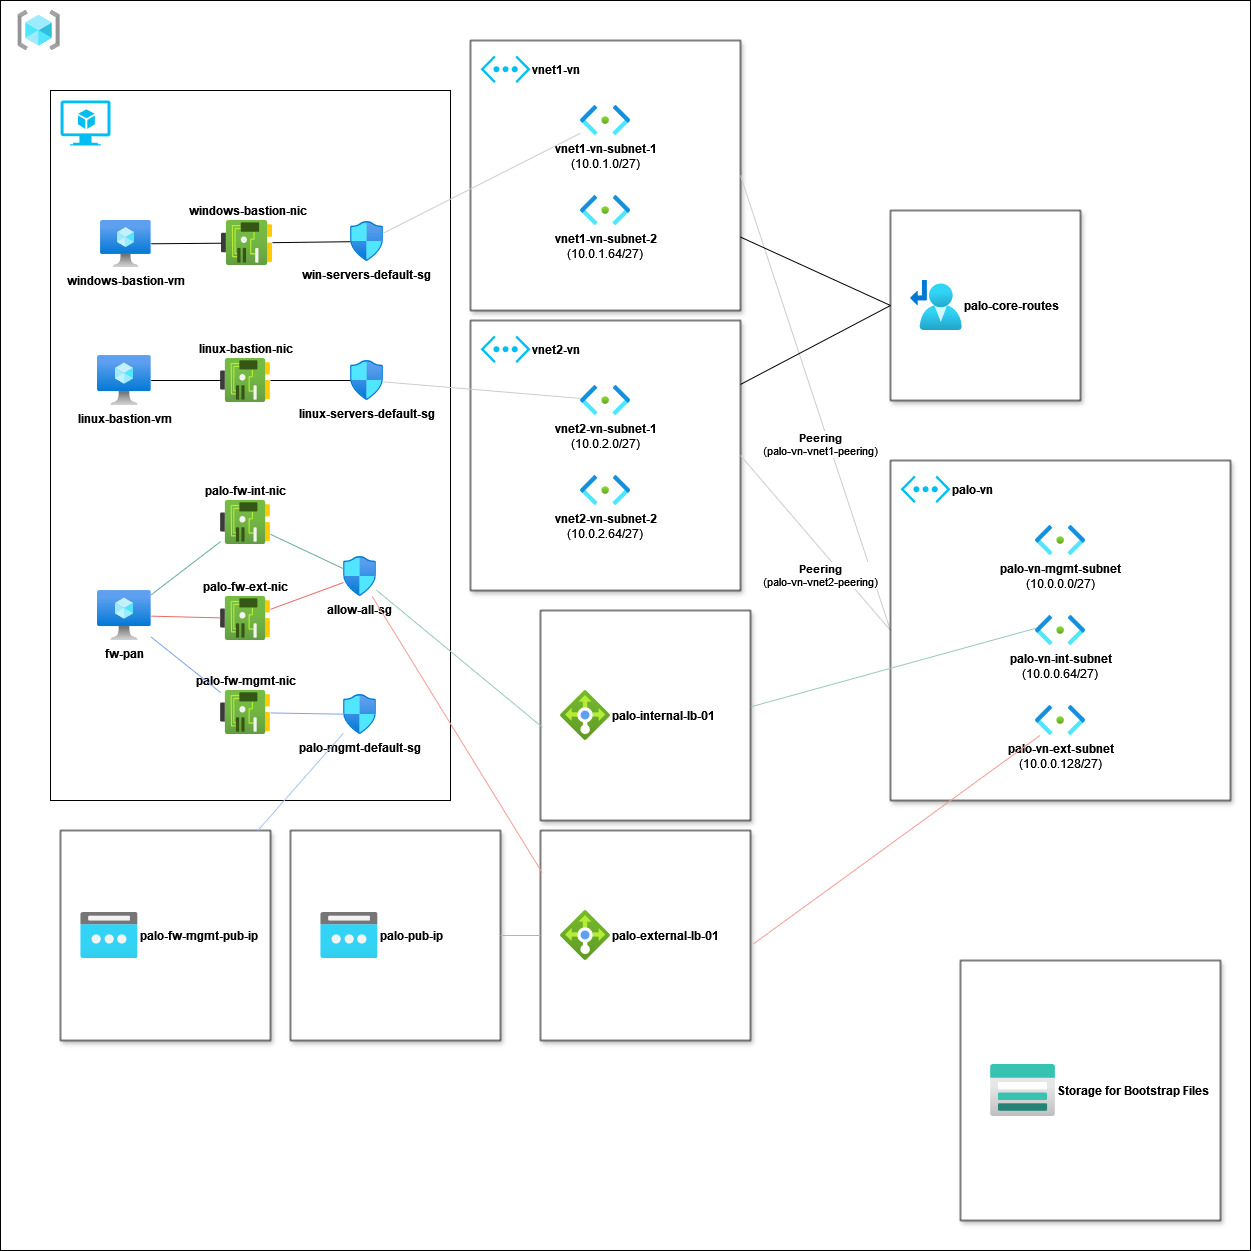 vnet1-vn
vnet1-vn-subnet-1
(10.0.1.0/27)
vnet1-vn-subnet-2
(10.0.1.64/27)
windows-bastion-nic
windows-bastion-vm
win-servers-default-sg
palo-core-routes
vnet2-vn
linux-bastion-nic
linux-bastion-vm
linux-servers-default-sg
vnet2-vn-subnet-1
(10.0.2.0/27)
vnet2-vn-subnet-2
(10.0.2.64/27)
Peering
(palo-vn-vnet1-peering)
Peering
(palo-vn-vnet2-peering)
palo-vn
palo-vn-mgmt-subnet
(10.0.0.0/27)
palo-vn-int-subnet
(10.0.0.64/27)
palo-vn-ext-subnet
(10.0.0.128/27)
palo-fw-int-nic
palo-fw-ext-nic
allow-all-sg
fw-pan
palo-fw-mgmt-nic
palo-mgmt-default-sg
palo-internal-lb-01
palo-fw-mgmt-pub-ip
palo-pub-ip
palo-external-lb-01
Storage for Bootstrap Files